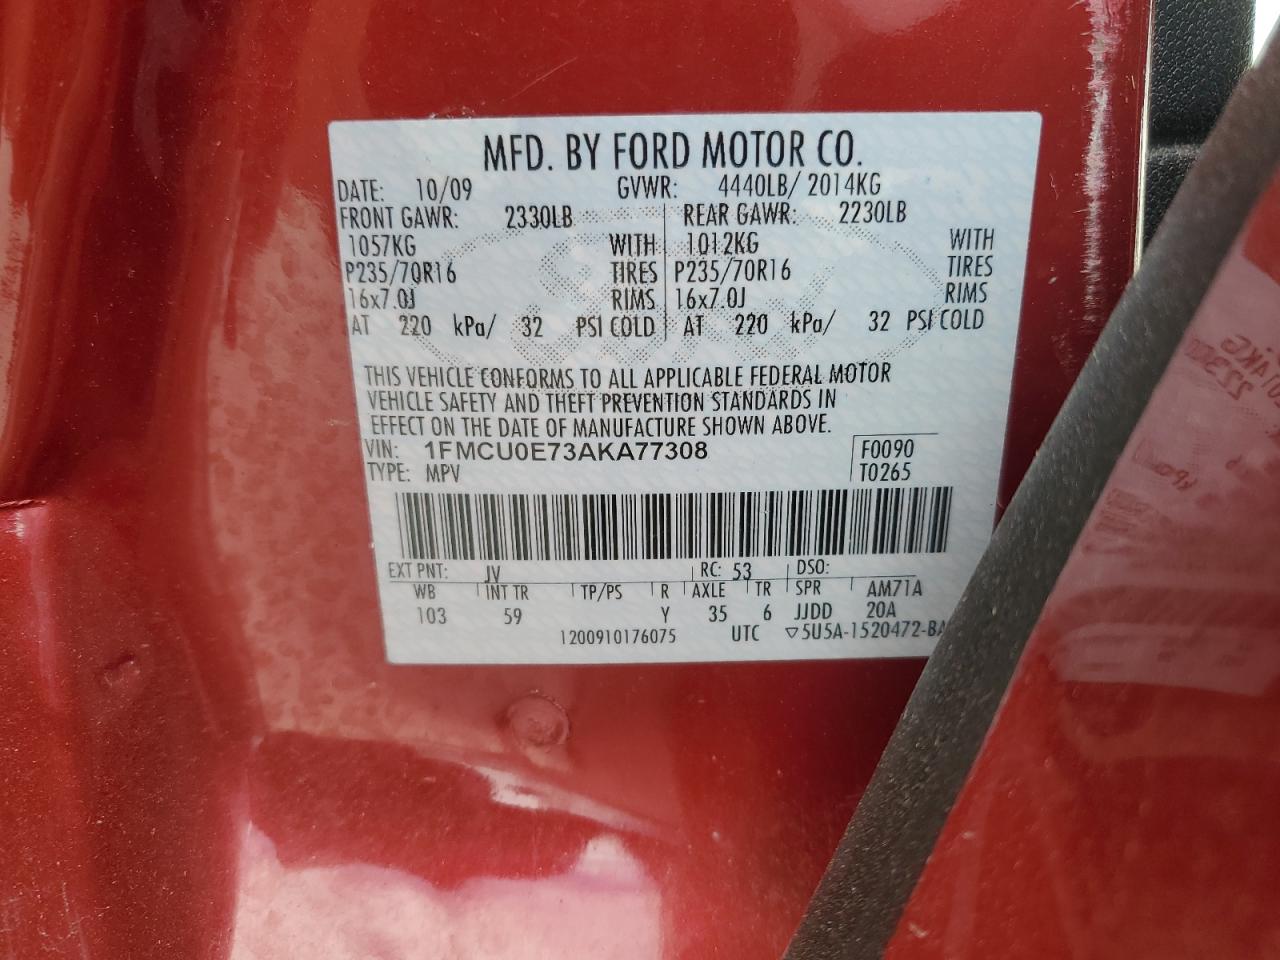 MFD. BY FORD MOTOR CO.
DATE: 10/09 GVWR: 4440LB/ 2014KG
FRONT GAWR: 2330LB REAR GAWR: 2230LB
1057KG WITH 1012KG WITH
P235/70R16 TIRES P235/70R16 TIRES
16x7.0J RIMS 16x7.0J RIMS
AT 220 kPa/ 32 PSI COLD AT 220 kPa/ 32 PSI COLD
THIS VEHICLE CONFORMS TO ALL APPLICABLE FEDERAL MOTOR
VEHICLE SAFETY AND THEFT PREVENTION STANDARDS IN
EFFECT ON THE DATE OF MANUFACTURE SHOWN ABOVE.
VIN: 1FMCU0E73AKA77308 F0090
TYPE: MPV T0265
EXT PNT: JV RC: 53 DSO:
WB INT TR TP/PS R AXLE TR SPR AM71A
103 59 Y 35 6 JJDD 20A
1200910176075 UTC ▽5U5A-1520472-BA